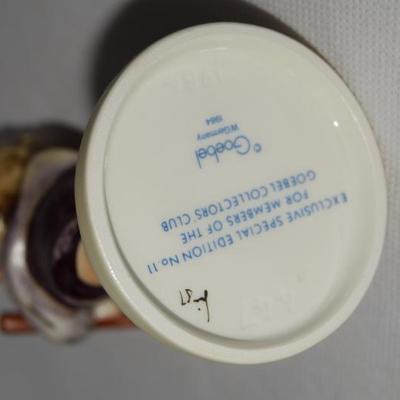 EXCLUSIVE SPECIAL EDITION No. 11
FOR MEMBERS OF THE
GOEBEL COLLECTORS' CLUB
© Goebel
W.Germany
1984